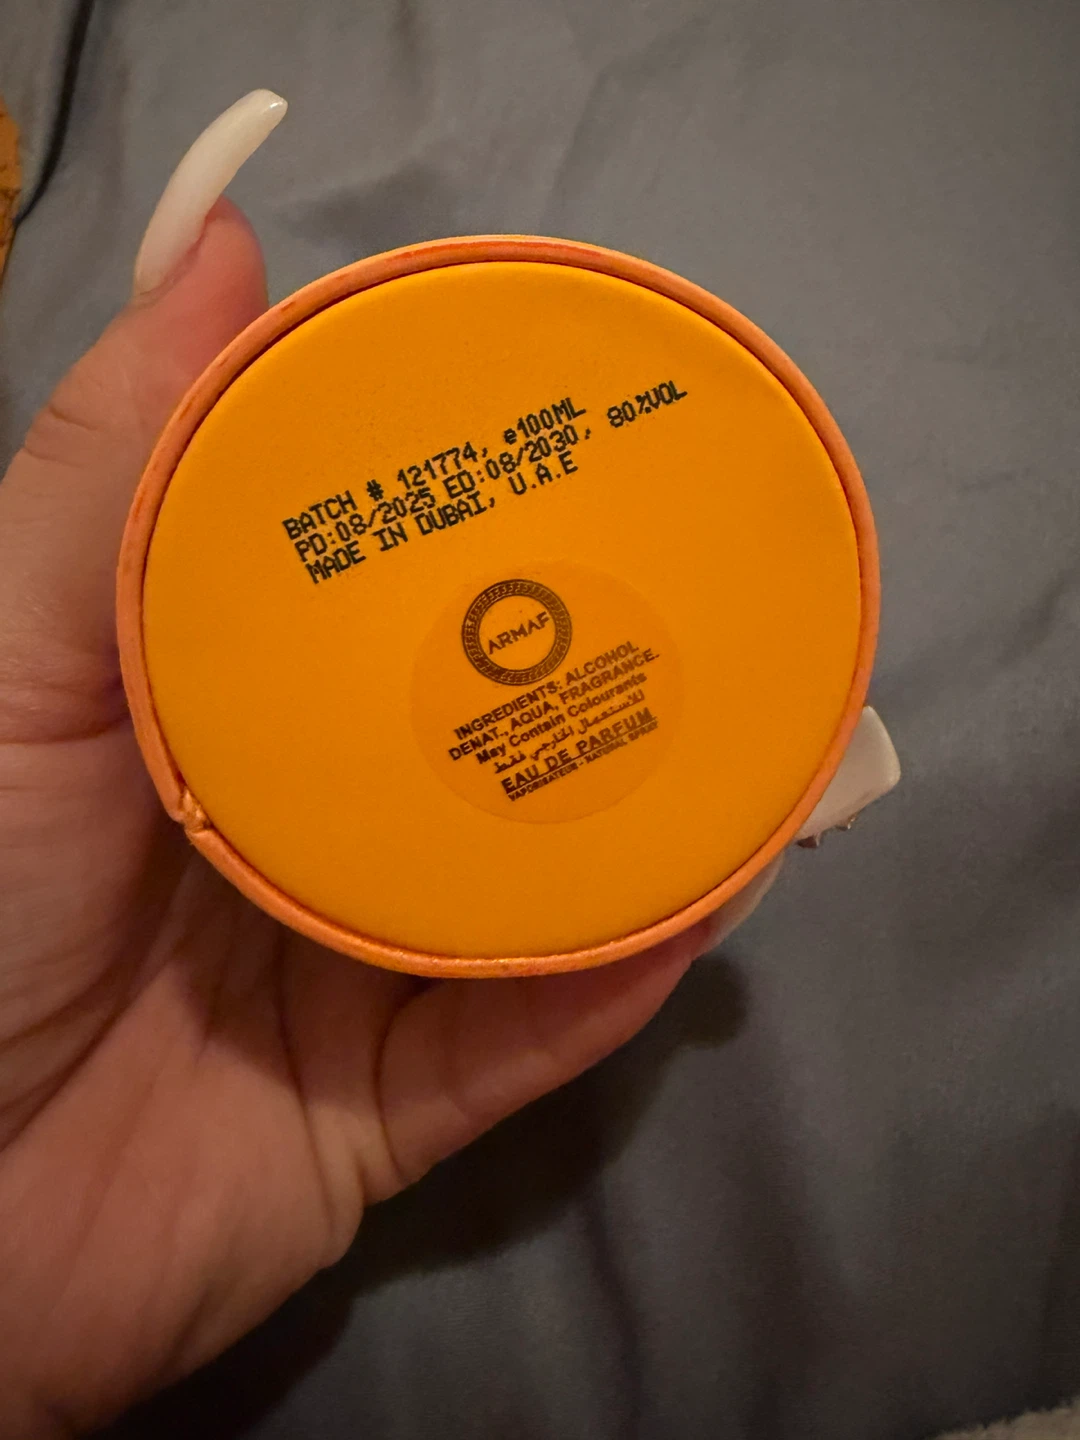 BATCH # 121774, e100ML
PD:08/2025 ED:08/2030, 80%VOL
MADE IN DUBAI, U.A.E
ARMAF
INGREDIENTS: ALCOHOL
DENAT., AQUA, FRAGRANCE.
May Contain Colourants
للاستعمال الخارجي فقط
EAU DE PARFUM
VAPORISATEUR - NATURAL SPRAY